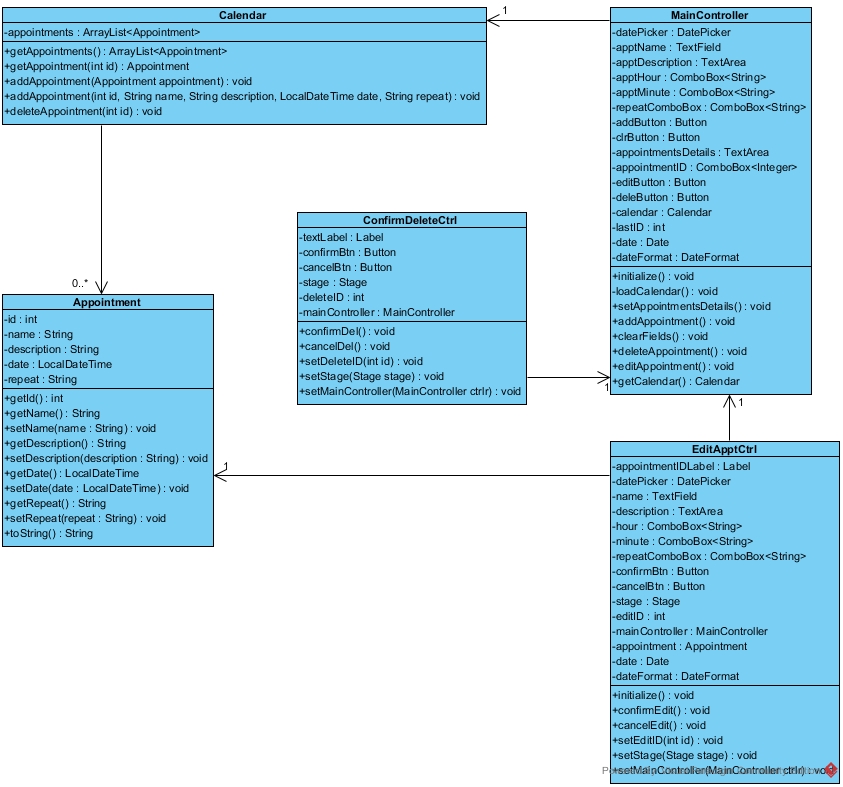 Calendar
-appointments : ArrayList<Appointment>
+getAppointments() : ArrayList<Appointment>
+getAppointment(int id) : Appointment
+addAppointment(Appointment appointment) : void
+addAppointment(int id, String name, String description, LocalDateTime date, String repeat) : void
+deleteAppointment(int id) : void
1
MainController
-datePicker : DatePicker
-apptName : TextField
-apptDescription : TextArea
-apptHour : ComboBox<String>
-apptMinute : ComboBox<String>
-repeatComboBox : ComboBox<String>
-addButton : Button
-clrButton : Button
-appointmentsDetails : TextArea
-appointmentID : ComboBox<Integer>
-editButton : Button
-deleButton : Button
-calendar : Calendar
-lastID : int
-date : Date
-dateFormat : DateFormat
+initialize() : void
-loadCalendar() : void
+setAppointmentsDetails() : void
+addAppointment() : void
+clearFields() : void
+deleteAppointment() : void
+editAppointment() : void
+getCalendar() : Calendar
ConfirmDeleteCtrl
-textLabel : Label
-confirmBtn : Button
-cancelBtn : Button
-stage : Stage
-deleteID : int
-mainController : MainController
+confirmDel() : void
+cancelDel() : void
+setDeleteID(int id) : void
+setStage(Stage stage) : void
+setMainController(MainController ctrlr) : void
1
0..*
Appointment
-id : int
-name : String
-description : String
-date : LocalDateTime
-repeat : String
+getId() : int
+getName() : String
+setName(name : String) : void
+getDescription() : String
+setDescription(description : String) : void
+getDate() : LocalDateTime
+setDate(date : LocalDateTime) : void
+getRepeat() : String
+setRepeat(repeat : String) : void
+toString() : String
1
1
EditApptCtrl
-appointmentIDLabel : Label
-datePicker : DatePicker
-name : TextField
-description : TextArea
-hour : ComboBox<String>
-minute : ComboBox<String>
-repeatComboBox : ComboBox<String>
-confirmBtn : Button
-cancelBtn : Button
-stage : Stage
-editID : int
-mainController : MainController
-appointment : Appointment
-date : Date
-dateFormat : DateFormat
+initialize() : void
+confirmEdit() : void
+cancelEdit() : void
+setEditID(int id) : void
+setStage(Stage stage) : void
+setMainController(MainController ctrlr) : void